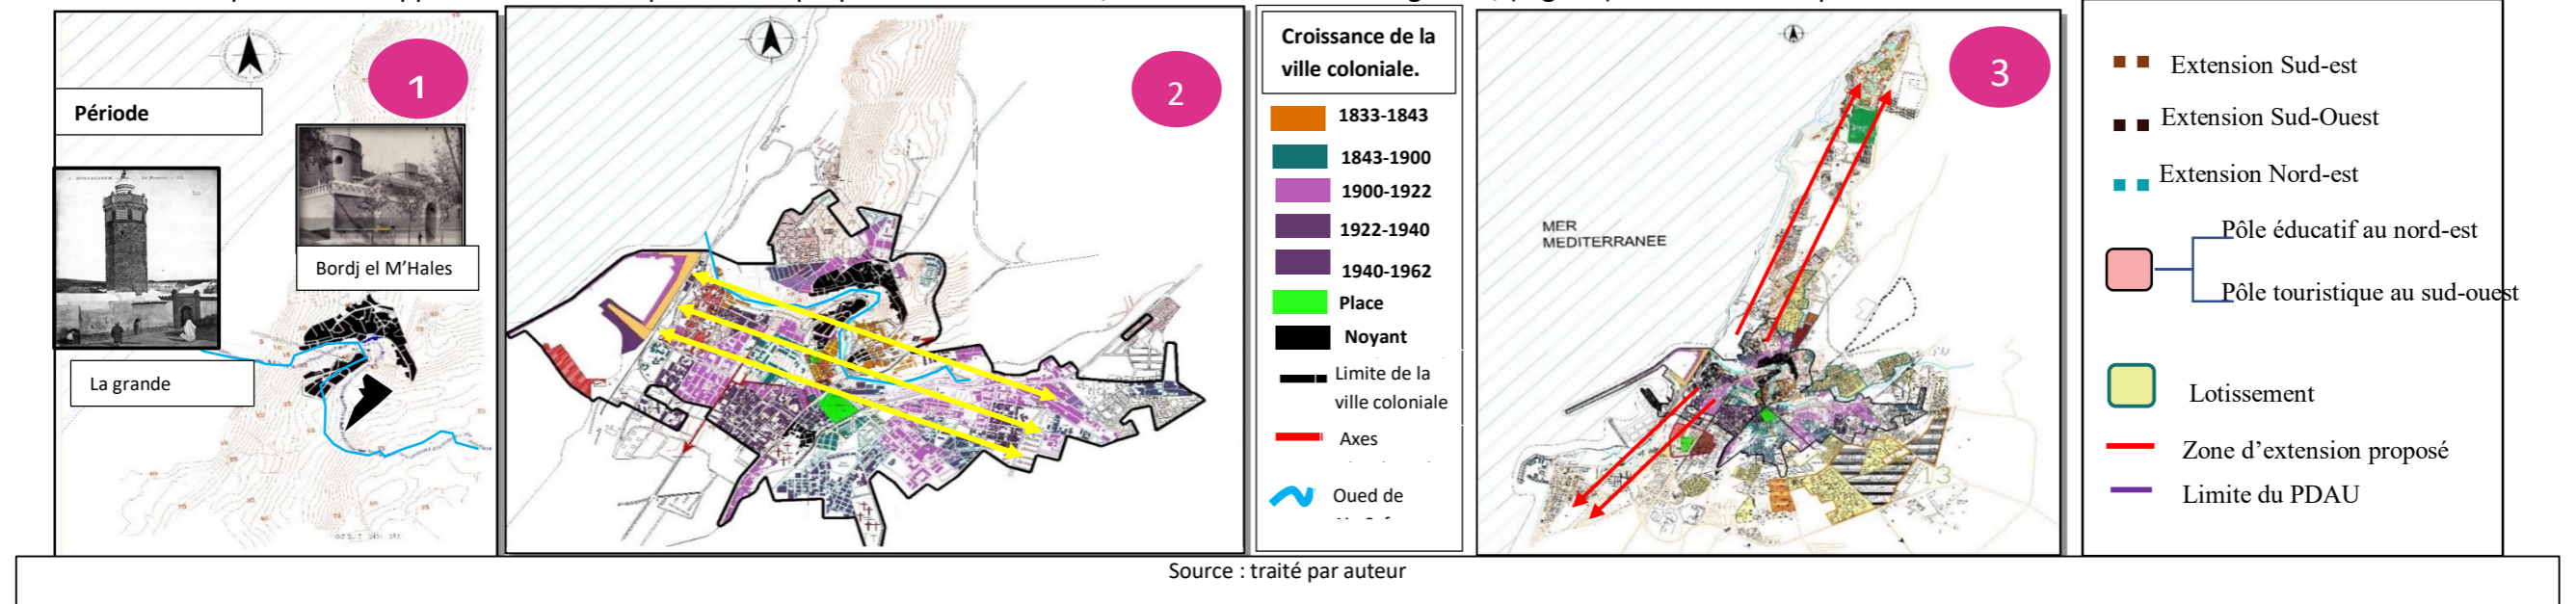 1
Période
Bordj el M'Hales
La grande
2
Croissance de la
ville coloniale.
1833-1843
1843-1900
1900-1922
1922-1940
1940-1962
Place
Noyant
Limite de la
ville coloniale
Axes
Oued de
3
MER
MEDITERRANEE
13
Extension Sud-est
Extension Sud-Ouest
Extension Nord-est
Pôle éducatif au nord-est
Pôle touristique au sud-ouest
Lotissement
Zone d'extension proposé
Limite du PDAU
Source : traité par auteur